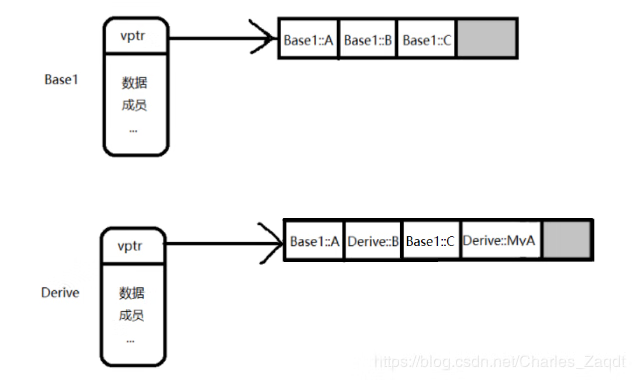 vptr
Base1::A Base1::B Base1::C
Base1
数据
成员
...
vptr
Base1::A Derive::B Base1::C Derive::MyA
Derive
数据
成员
...
https://blog.csdn.net/Charles_Zaqdt